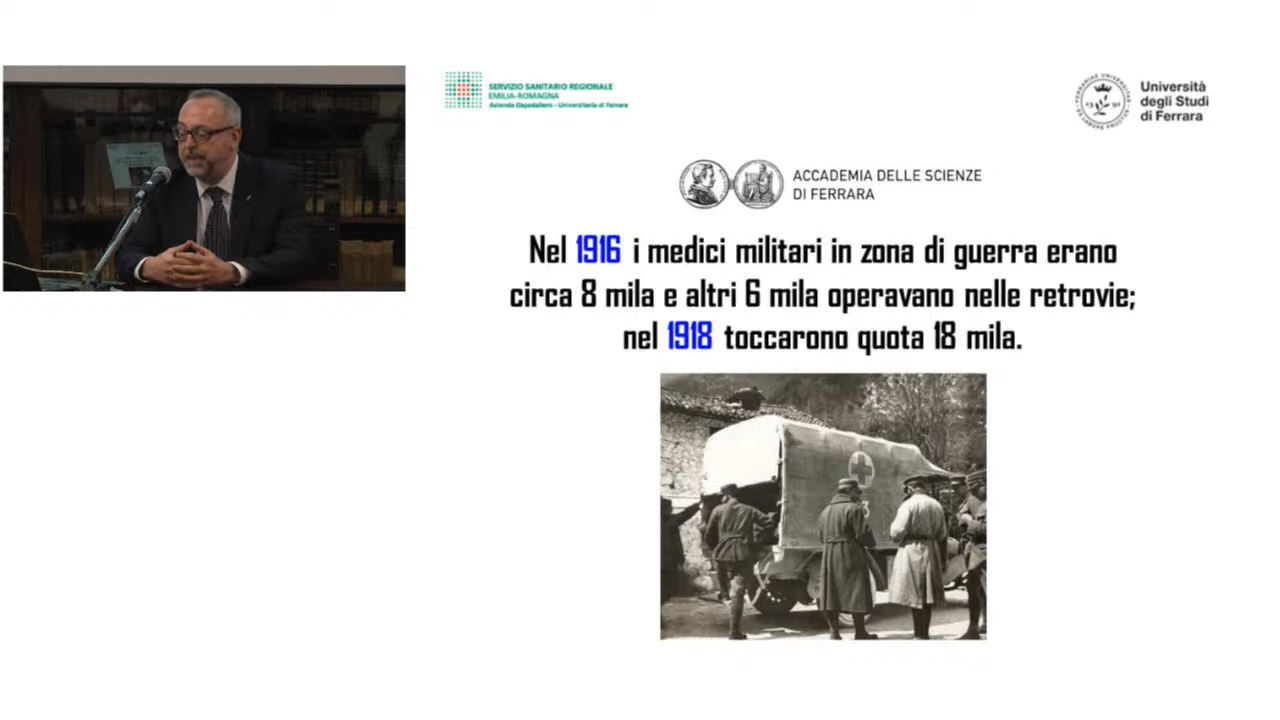 SERVIZIO SANITARIO REGIONALE
EMILIA-ROMAGNA
Azienda Ospedaliero - Universitaria di Ferrara
Università
degli Studi
di Ferrara
ACCADEMIA DELLE SCIENZE
DI FERRARA
Nel 1916 i medici militari in zona di guerra erano
circa 8 mila e altri 6 mila operavano nelle retrovie;
nel 1918 toccarono quota 18 mila.